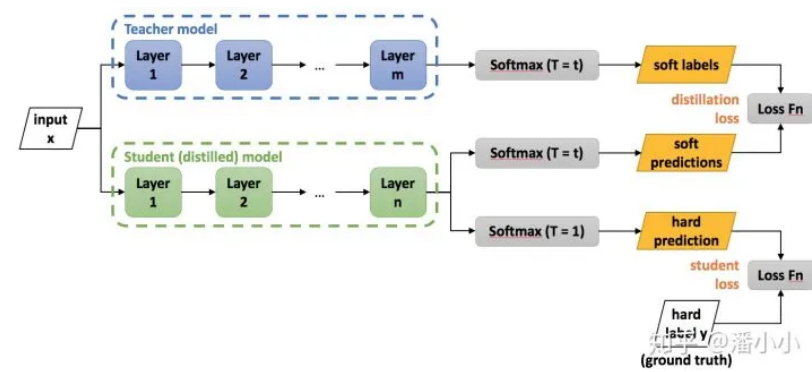 Teacher model
Layer
1
Layer
2
...
Layer
m
Softmax (T = t)
soft labels
input
x
distillation
loss
Loss Fn
Student (distilled) model
Layer
1
Layer
2
...
Layer
n
Softmax (T = t)
soft
predictions
Softmax (T = 1)
hard
prediction
student
loss
Loss Fn
hard
label y
(ground truth)
知乎 @潘小小